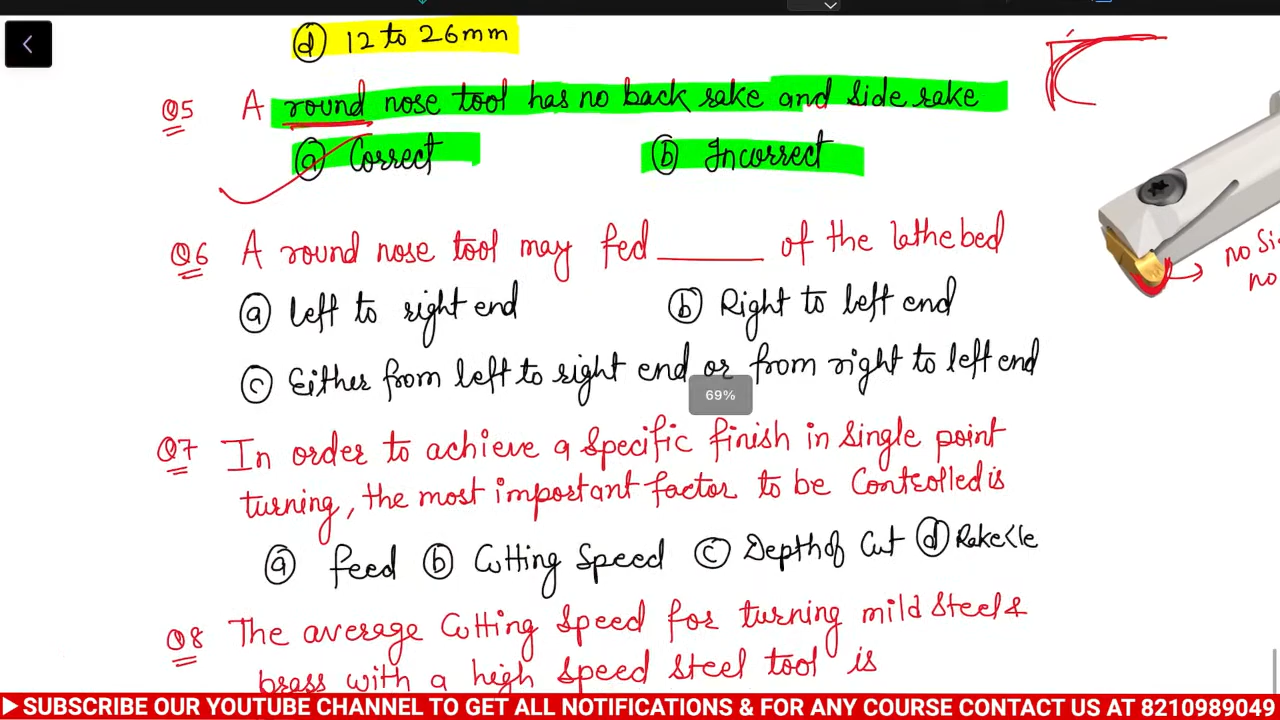 (d) 12 to 26mm
Q5 A round nose tool has no back rake and side rake
(a) Correct (b) Incorrect
no Si
no
Q6 A round nose tool may fed ______ of the lathe bed
(a) left to right end (b) Right to left end
(c) Either from left to right end or from right to left end
69%
Q7 In order to achieve a specific finish in single point
turning, the most important factor to be Controlled is
(a) feed (b) Cutting Speed (c) Depth of Cut (d) Rake<le
Q8 The average Cutting Speed for turning mild steel &
brass with a high speed steel tool is
▶ SUBSCRIBE OUR YOUTUBE CHANNEL TO GET ALL NOTIFICATIONS & FOR ANY COURSE CONTACT US AT 8210989049